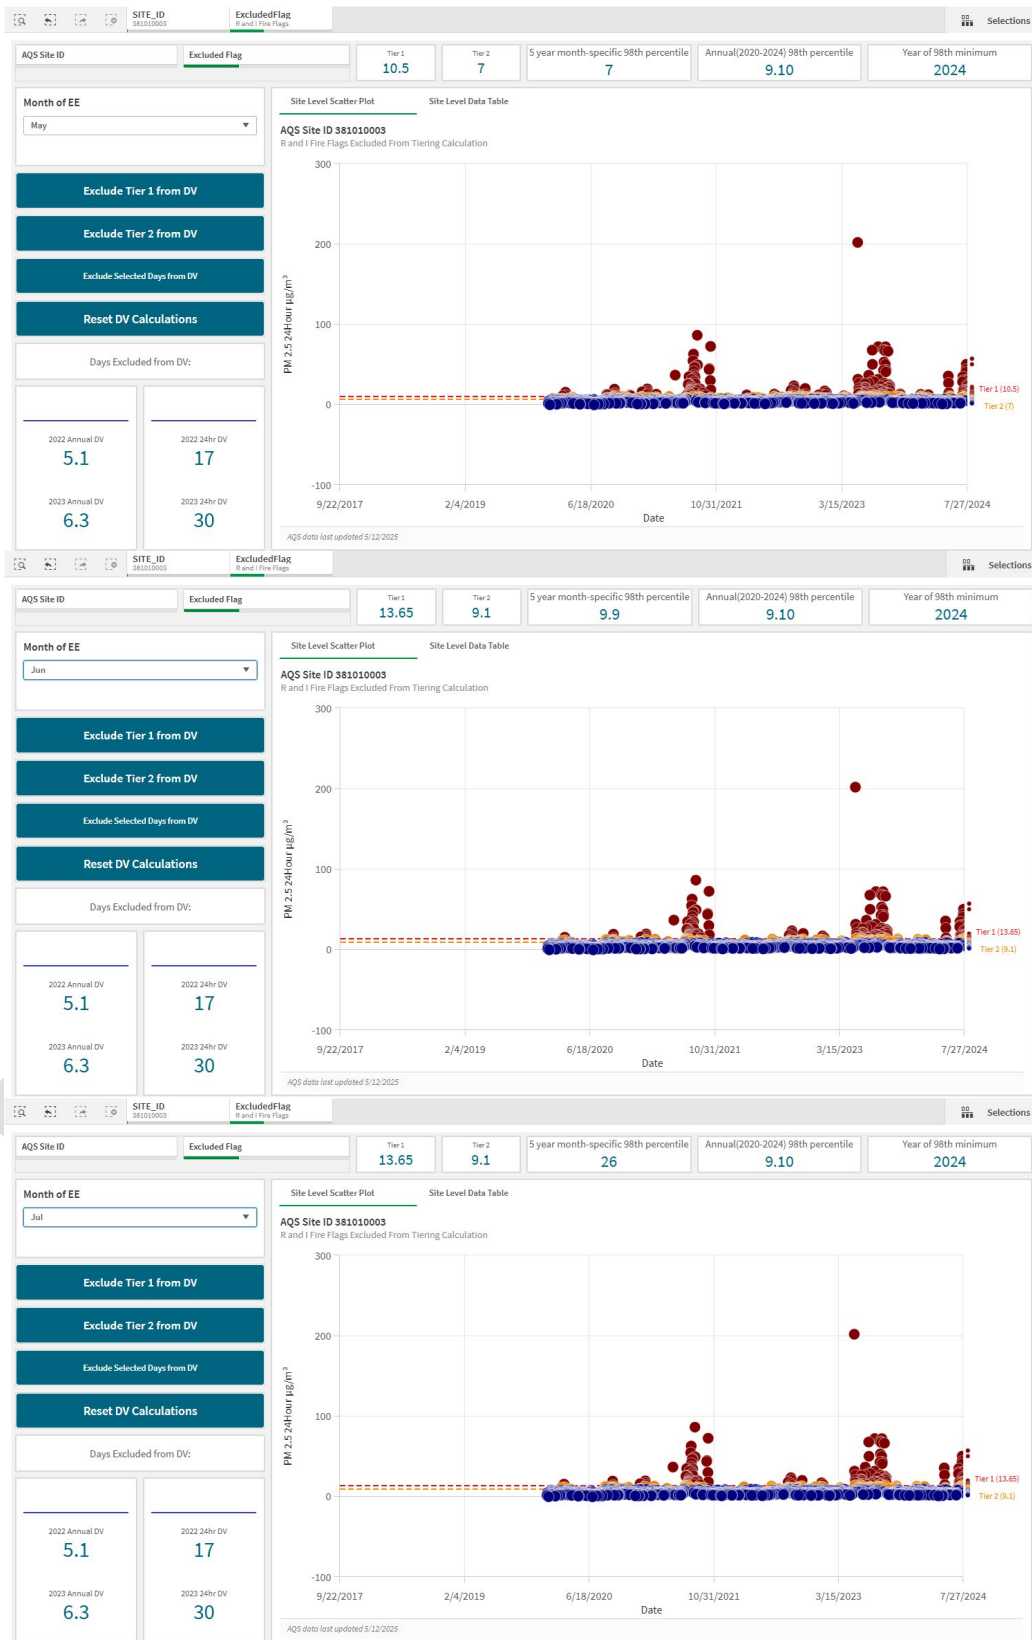 SITE_ID
381010003
ExcludedFlag
R and I Fire Flags
Selections
AQS Site ID
Excluded Flag
Tier 1
10.5
Tier 2
7
5 year month-specific 98th percentile
7
Annual(2020-2024) 98th percentile
9.10
Year of 98th minimum
2024
Month of EE
May
Exclude Tier 1 from DV
Exclude Tier 2 from DV
Exclude Selected Days from DV
Reset DV Calculations
Days Excluded from DV:
2022 Annual DV
5.1
2022 24hr DV
17
2023 Annual DV
6.3
2023 24hr DV
30
Site Level Scatter Plot
Site Level Data Table
AQS Site ID 381010003
R and I Fire Flags Excluded From Tiering Calculation
PM 2.5 24Hour µg/m³
300
200
100
0
-100
Tier 1 (10.5)
Tier 2 (7)
9/22/2017
2/4/2019
6/18/2020
10/31/2021
3/15/2023
7/27/2024
Date
AQS data last updated 5/12/2025
SITE_ID
381010003
ExcludedFlag
R and I Fire Flags
Selections
AQS Site ID
Excluded Flag
Tier 1
13.65
Tier 2
9.1
5 year month-specific 98th percentile
9.9
Annual(2020-2024) 98th percentile
9.10
Year of 98th minimum
2024
Month of EE
Jun
Exclude Tier 1 from DV
Exclude Tier 2 from DV
Exclude Selected Days from DV
Reset DV Calculations
Days Excluded from DV:
2022 Annual DV
5.1
2022 24hr DV
17
2023 Annual DV
6.3
2023 24hr DV
30
Site Level Scatter Plot
Site Level Data Table
AQS Site ID 381010003
R and I Fire Flags Excluded From Tiering Calculation
PM 2.5 24Hour µg/m³
300
200
100
0
-100
Tier 1 (13.65)
Tier 2 (9.1)
9/22/2017
2/4/2019
6/18/2020
10/31/2021
3/15/2023
7/27/2024
Date
AQS data last updated 5/12/2025
SITE_ID
381010003
ExcludedFlag
R and I Fire Flags
Selections
AQS Site ID
Excluded Flag
Tier 1
13.65
Tier 2
9.1
5 year month-specific 98th percentile
26
Annual(2020-2024) 98th percentile
9.10
Year of 98th minimum
2024
Month of EE
Jul
Exclude Tier 1 from DV
Exclude Tier 2 from DV
Exclude Selected Days from DV
Reset DV Calculations
Days Excluded from DV:
2022 Annual DV
5.1
2022 24hr DV
17
2023 Annual DV
6.3
2023 24hr DV
30
Site Level Scatter Plot
Site Level Data Table
AQS Site ID 381010003
R and I Fire Flags Excluded From Tiering Calculation
PM 2.5 24Hour µg/m³
300
200
100
0
-100
Tier 1 (13.65)
Tier 2 (9.1)
9/22/2017
2/4/2019
6/18/2020
10/31/2021
3/15/2023
7/27/2024
Date
AQS data last updated 5/12/2025